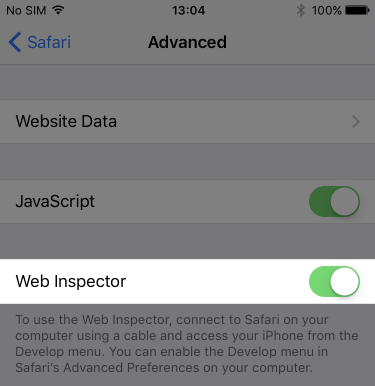 No SIM 13:04 100%
Safari Advanced
Website Data
JavaScript
Web Inspector
To use the Web Inspector, connect to Safari on your
computer using a cable and access your iPhone from the
Develop menu. You can enable the Develop menu in
Safari's Advanced Preferences on your computer.